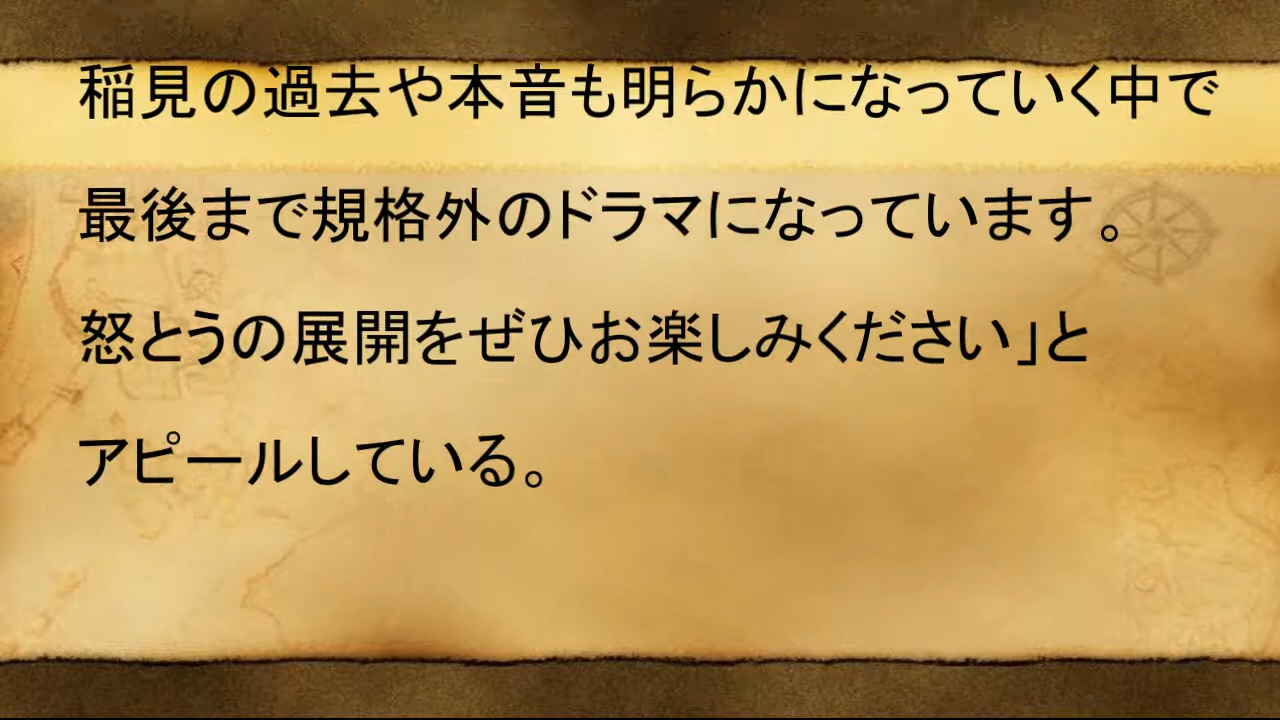 稲見の過去や本音も明らかになっていく中で
最後まで規格外のドラマになっています。
怒とうの展開をぜひお楽しみください」と
アピールしている。